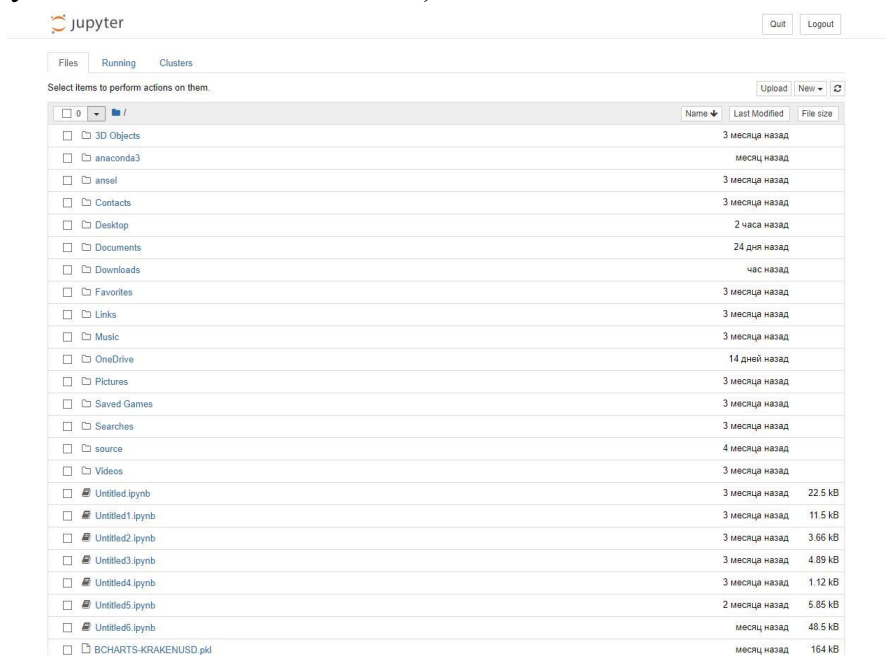 jupyter
Quit Logout
Files Running Clusters
Select items to perform actions on them.
Upload New
0 / Name Last Modified File size
3D Objects 3 месяца назад
anaconda3 месяц назад
ansel 3 месяца назад
Contacts 3 месяца назад
Desktop 2 часа назад
Documents 24 дня назад
Downloads час назад
Favorites 3 месяца назад
Links 3 месяца назад
Music 3 месяца назад
OneDrive 14 дней назад
Pictures 3 месяца назад
Saved Games 3 месяца назад
Searches 3 месяца назад
source 4 месяца назад
Videos 3 месяца назад
Untitled.ipynb 3 месяца назад 22.5 kB
Untitled1.ipynb 3 месяца назад 11.5 kB
Untitled2.ipynb 3 месяца назад 3.66 kB
Untitled3.ipynb 3 месяца назад 4.89 kB
Untitled4.ipynb 3 месяца назад 1.12 kB
Untitled5.ipynb 2 месяца назад 5.85 kB
Untitled6.ipynb месяц назад 48.5 kB
BCHARTS-KRAKENUSD.pkl месяц назад 164 kB